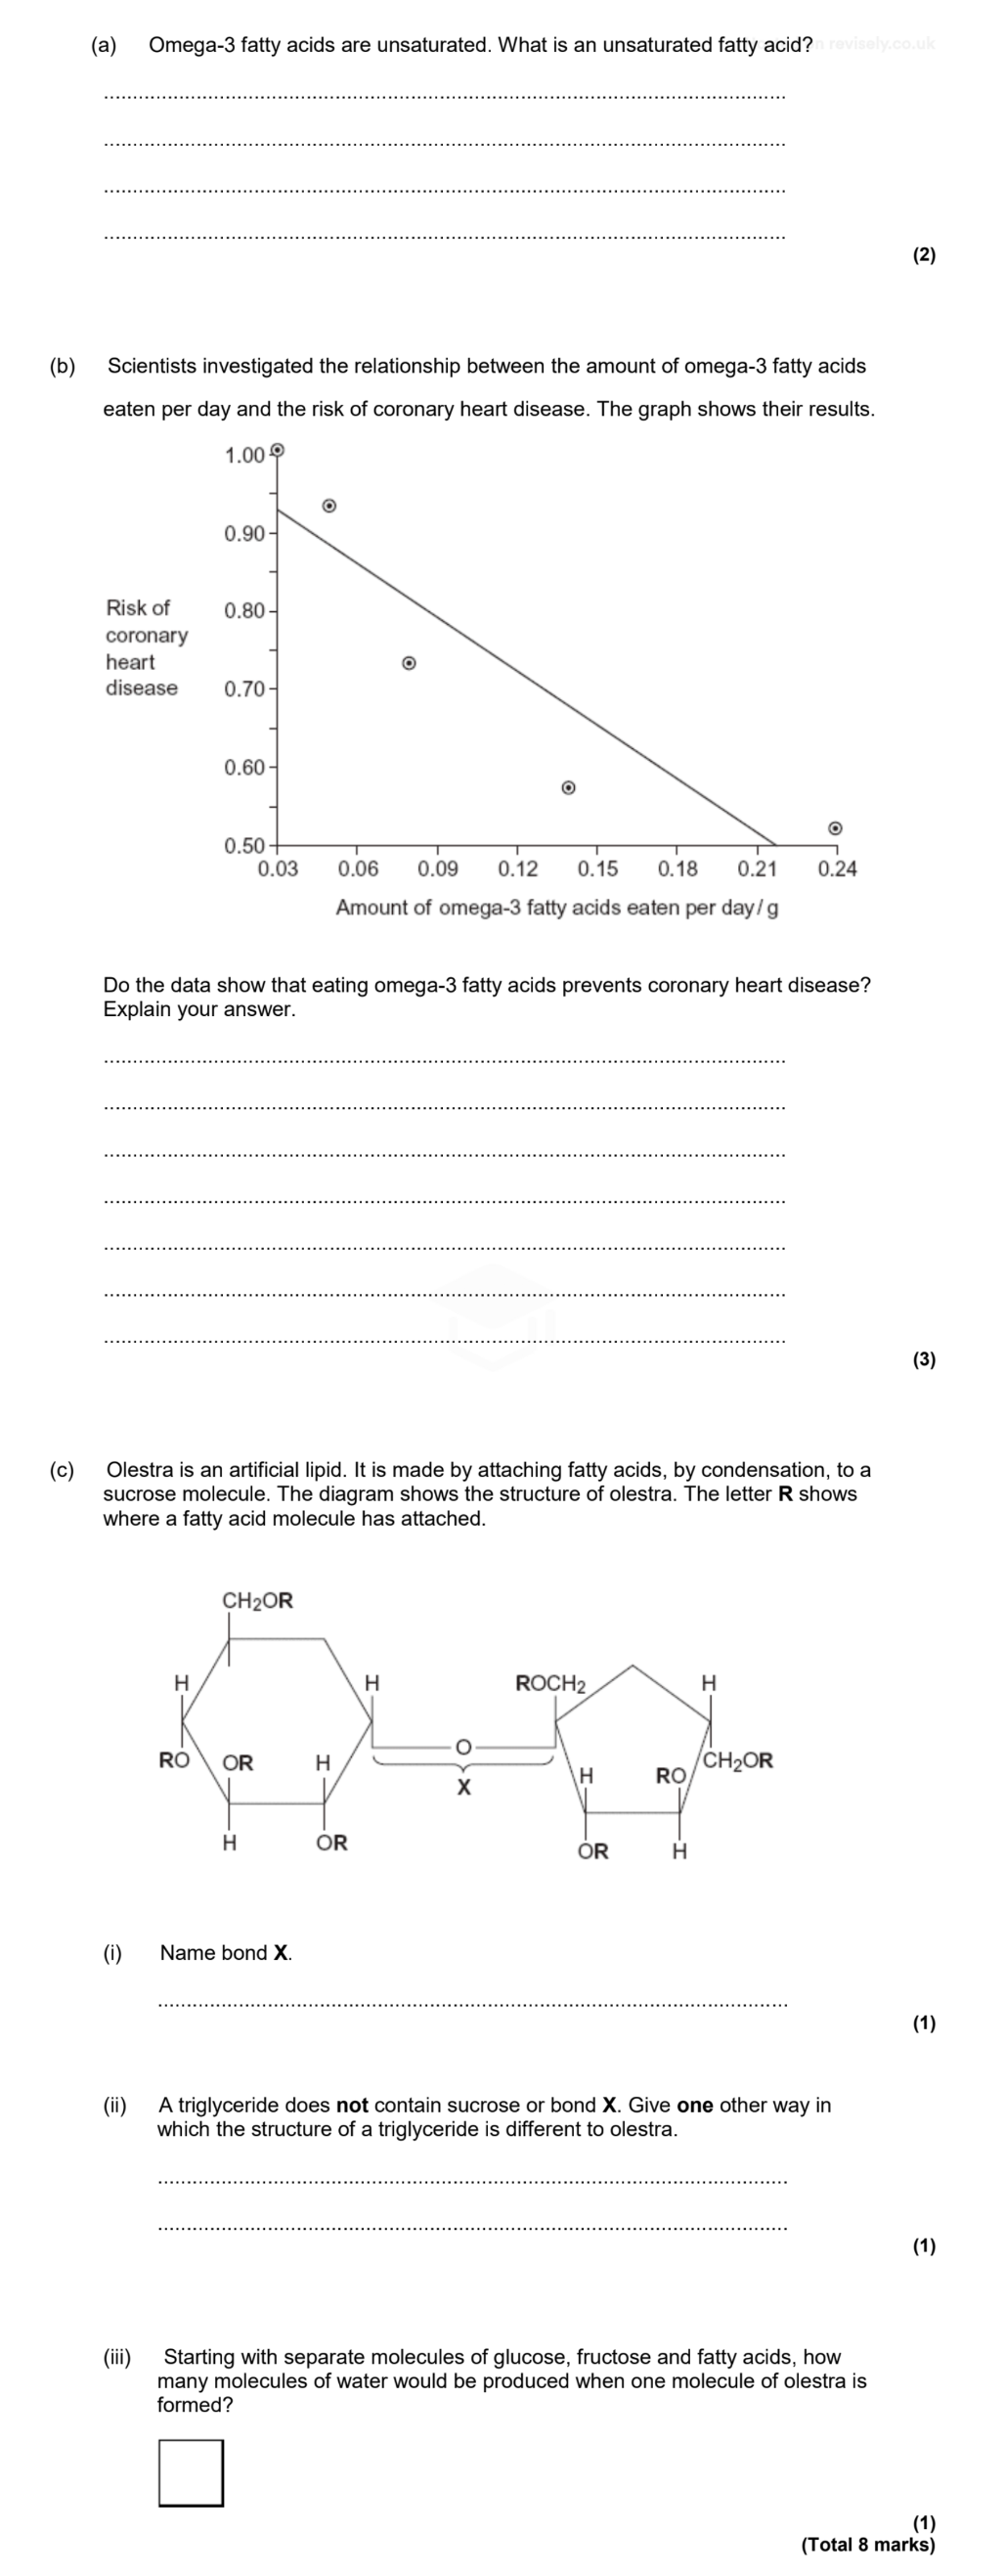 (a) Omega-3 fatty acids are unsaturated. What is an unsaturated fatty acid?
revisely.co.uk
(2)
(b) Scientists investigated the relationship between the amount of omega-3 fatty acids
eaten per day and the risk of coronary heart disease. The graph shows their results.
1.00
0.90
Risk of
coronary
heart
disease
0.80
0.70
0.60
0.50
0.03 0.06 0.09 0.12 0.15 0.18 0.21 0.24
Amount of omega-3 fatty acids eaten per day/g
Do the data show that eating omega-3 fatty acids prevents coronary heart disease?
Explain your answer.
(3)
(c) Olestra is an artificial lipid. It is made by attaching fatty acids, by condensation, to a
sucrose molecule. The diagram shows the structure of olestra. The letter R shows
where a fatty acid molecule has attached.
CH₂OR
H H ROCH₂ H
O
RO OR H CH₂OR
X H RO
H OR
OR H
(i) Name bond X.
(1)
(ii) A triglyceride does not contain sucrose or bond X. Give one other way in
which the structure of a triglyceride is different to olestra.
(1)
(iii) Starting with separate molecules of glucose, fructose and fatty acids, how
many molecules of water would be produced when one molecule of olestra is
formed?
(1)
(Total 8 marks)